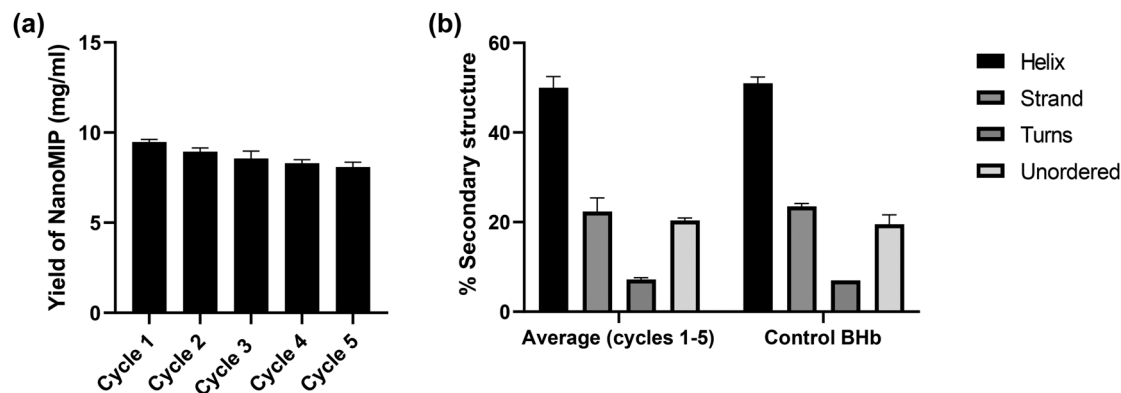 (a)
Yield of NanoMIP (mg/ml)
15
10
5
0
Cycle 1
Cycle 2
Cycle 3
Cycle 4
Cycle 5
(b)
% Secondary structure
60
40
20
0
Average (cycles 1-5)
Control BHb
Helix
Strand
Turns
Unordered